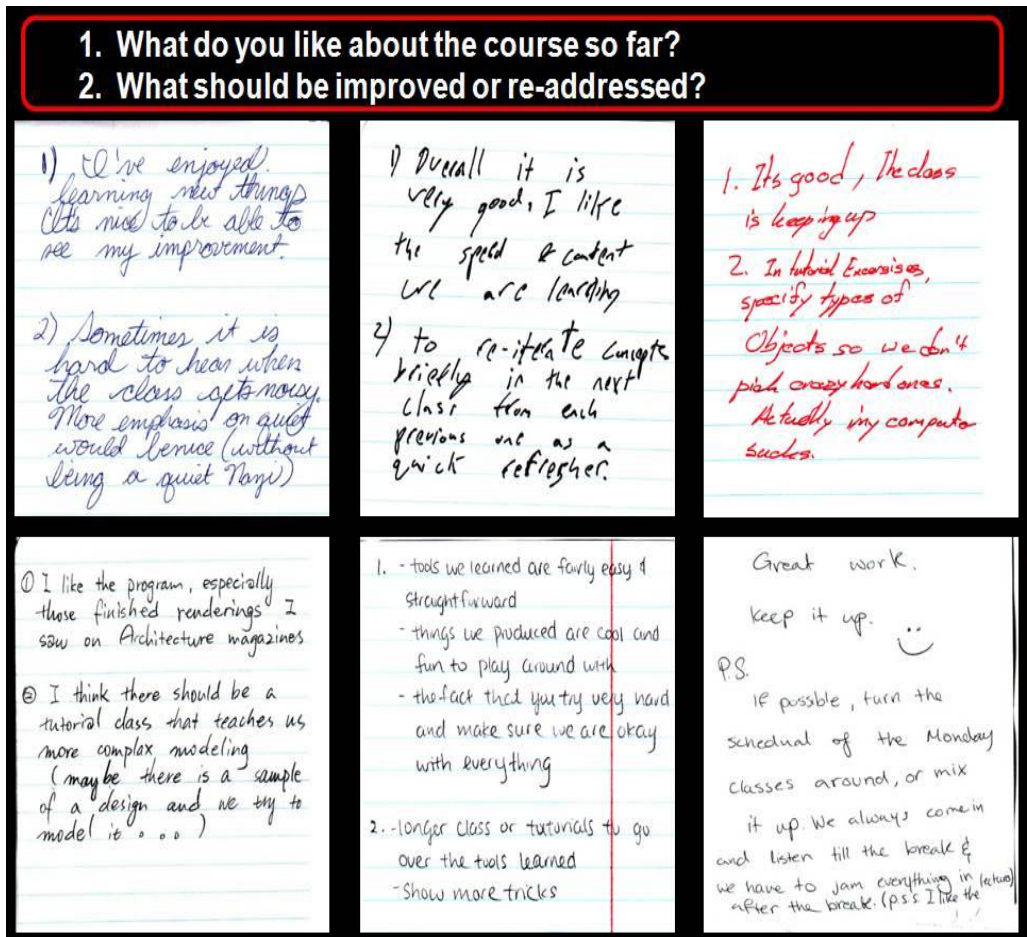 1. What do you like about the course so far?
2. What should be improved or re-addressed?
1) I've enjoyed
learning new things
It's nice to be able to
see my improvement.
2) Sometimes it is
hard to hear when
the class gets noisy.
More emphasis on quiet
would be nice (without
being a quiet Nazi)
1) Overall it is
very good, I like
the speed & content
we are learning
2) to re-iterate concepts
briefly in the next
class from each
previous one as a
quick refresher.
1. Its good, The class
is keeping up
2. In tutorial Excersises,
specify types of
Objects so we don't
pick crazy hard ones.
Actually my computer
sucks.
① I like the program, especially
those finished renderings I
saw on Architecture magazines
② I think there should be a
tutorial class that teaches us
more complax modeling
(maybe there is a sample
of a design and we try to
model it . . . )
1. - tools we learned are fairly easy &
straightforward
- things we produced are cool and
fun to play around with
- the fact that you try very hard
and make sure we are okay
with everything
2. - longer class or tutorials to go
over the tools learned
- Show more tricks
Great work.
keep it up.
P.S.
If possble, turn the
schedual of the Monday
classes around, or mix
it up. We always come in
and listen till the break &
we have to jam everything in
after the break. (p.s.s I like the lectures)